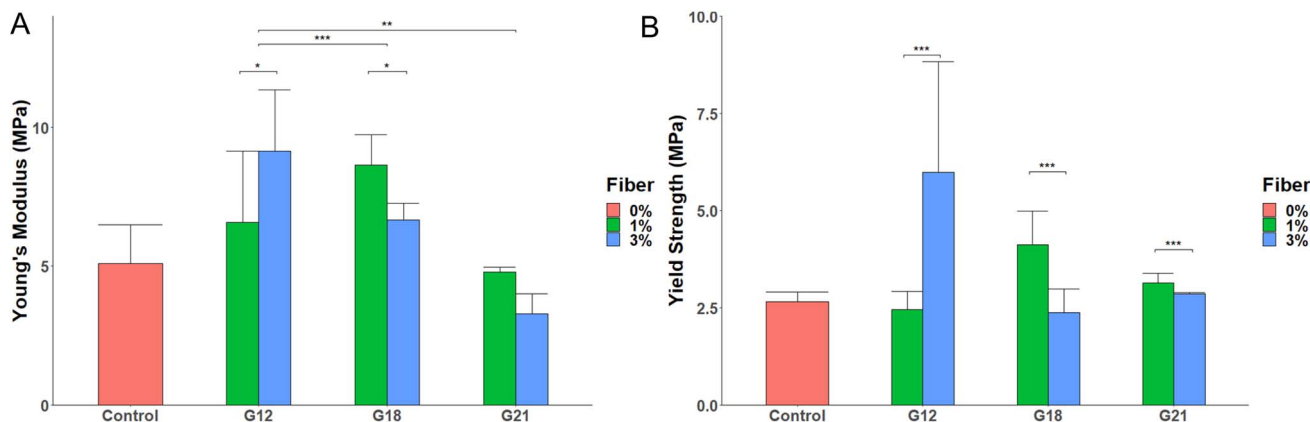 A
Young's Modulus (MPa)
10
5
0
**
***
*
*
Control
G12
G18
G21
Fiber
0%
1%
3%
B
Yield Strength (MPa)
10.0
7.5
5.0
2.5
0.0
***
***
***
Control
G12
G18
G21
Fiber
0%
1%
3%